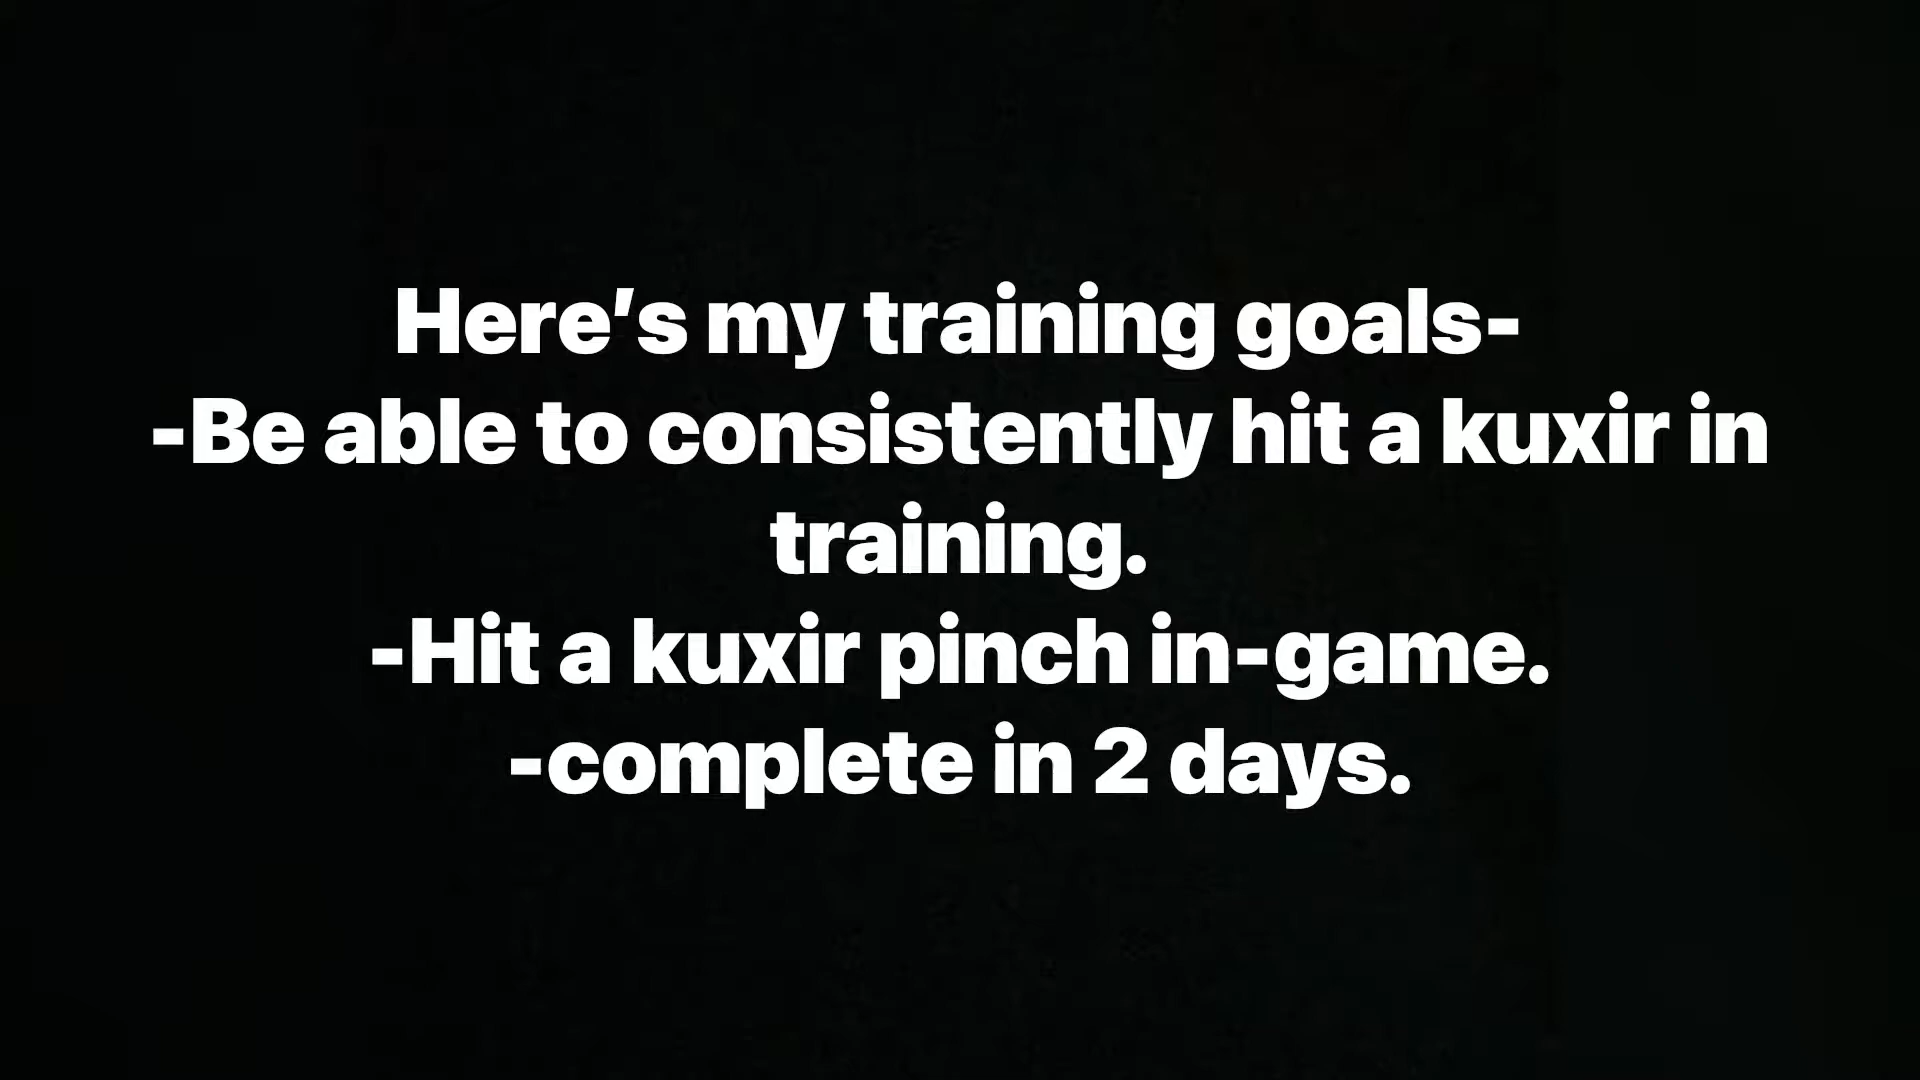 Here’s my training goals-
-Be able to consistently hit a kuxir in
training.
-Hit a kuxir pinch in-game.
-complete in 2 days.